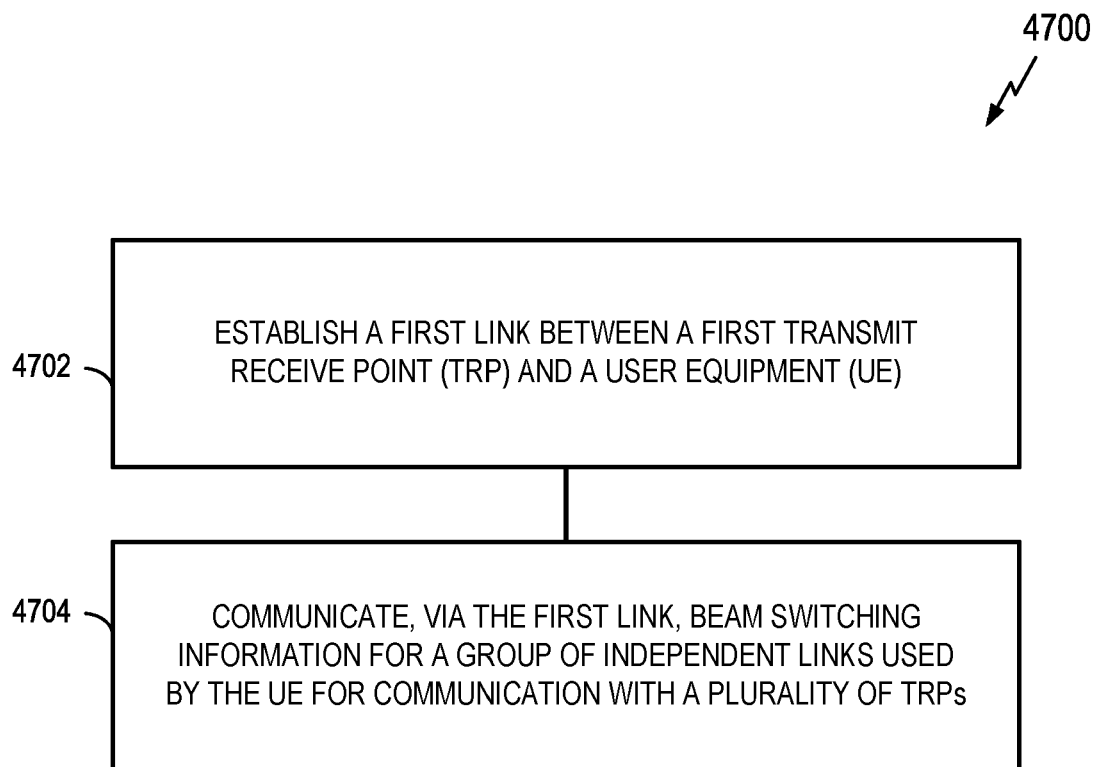 4700
4702
ESTABLISH A FIRST LINK BETWEEN A FIRST TRANSMIT
RECEIVE POINT (TRP) AND A USER EQUIPMENT (UE)
4704
COMMUNICATE, VIA THE FIRST LINK, BEAM SWITCHING
INFORMATION FOR A GROUP OF INDEPENDENT LINKS USED
BY THE UE FOR COMMUNICATION WITH A PLURALITY OF TRPs